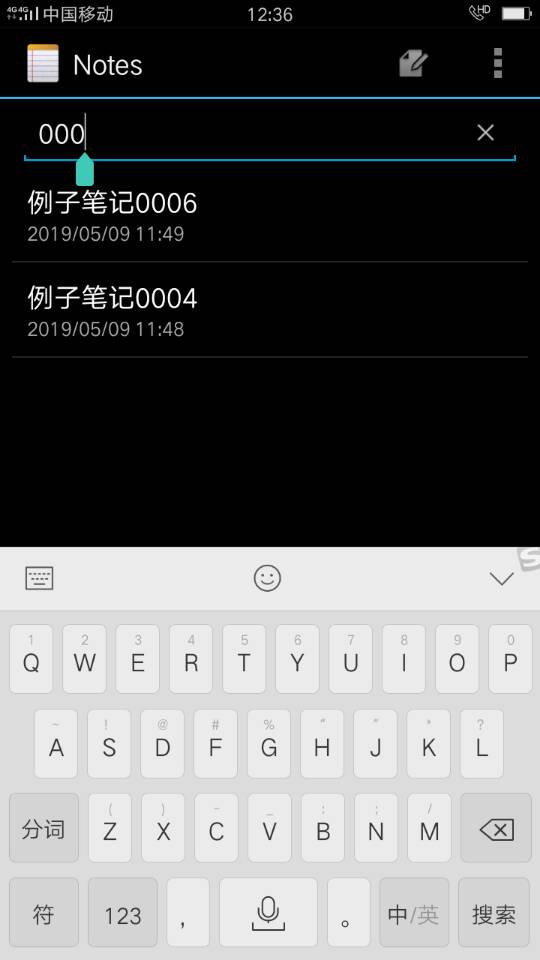 4G 4G 中国移动 12:36 HD
Notes
000
例子笔记0006
2019/05/09 11:49
例子笔记0004
2019/05/09 11:48
S
1 2 3 4 5 6 7 8 9 0
Q W E R T Y U I O P
~ ! @ # % “ ” * ?
A S D F G H J K L
( ) - _ : ; /
分词 Z X C V B N M
符 123 , 。 中/英 搜索